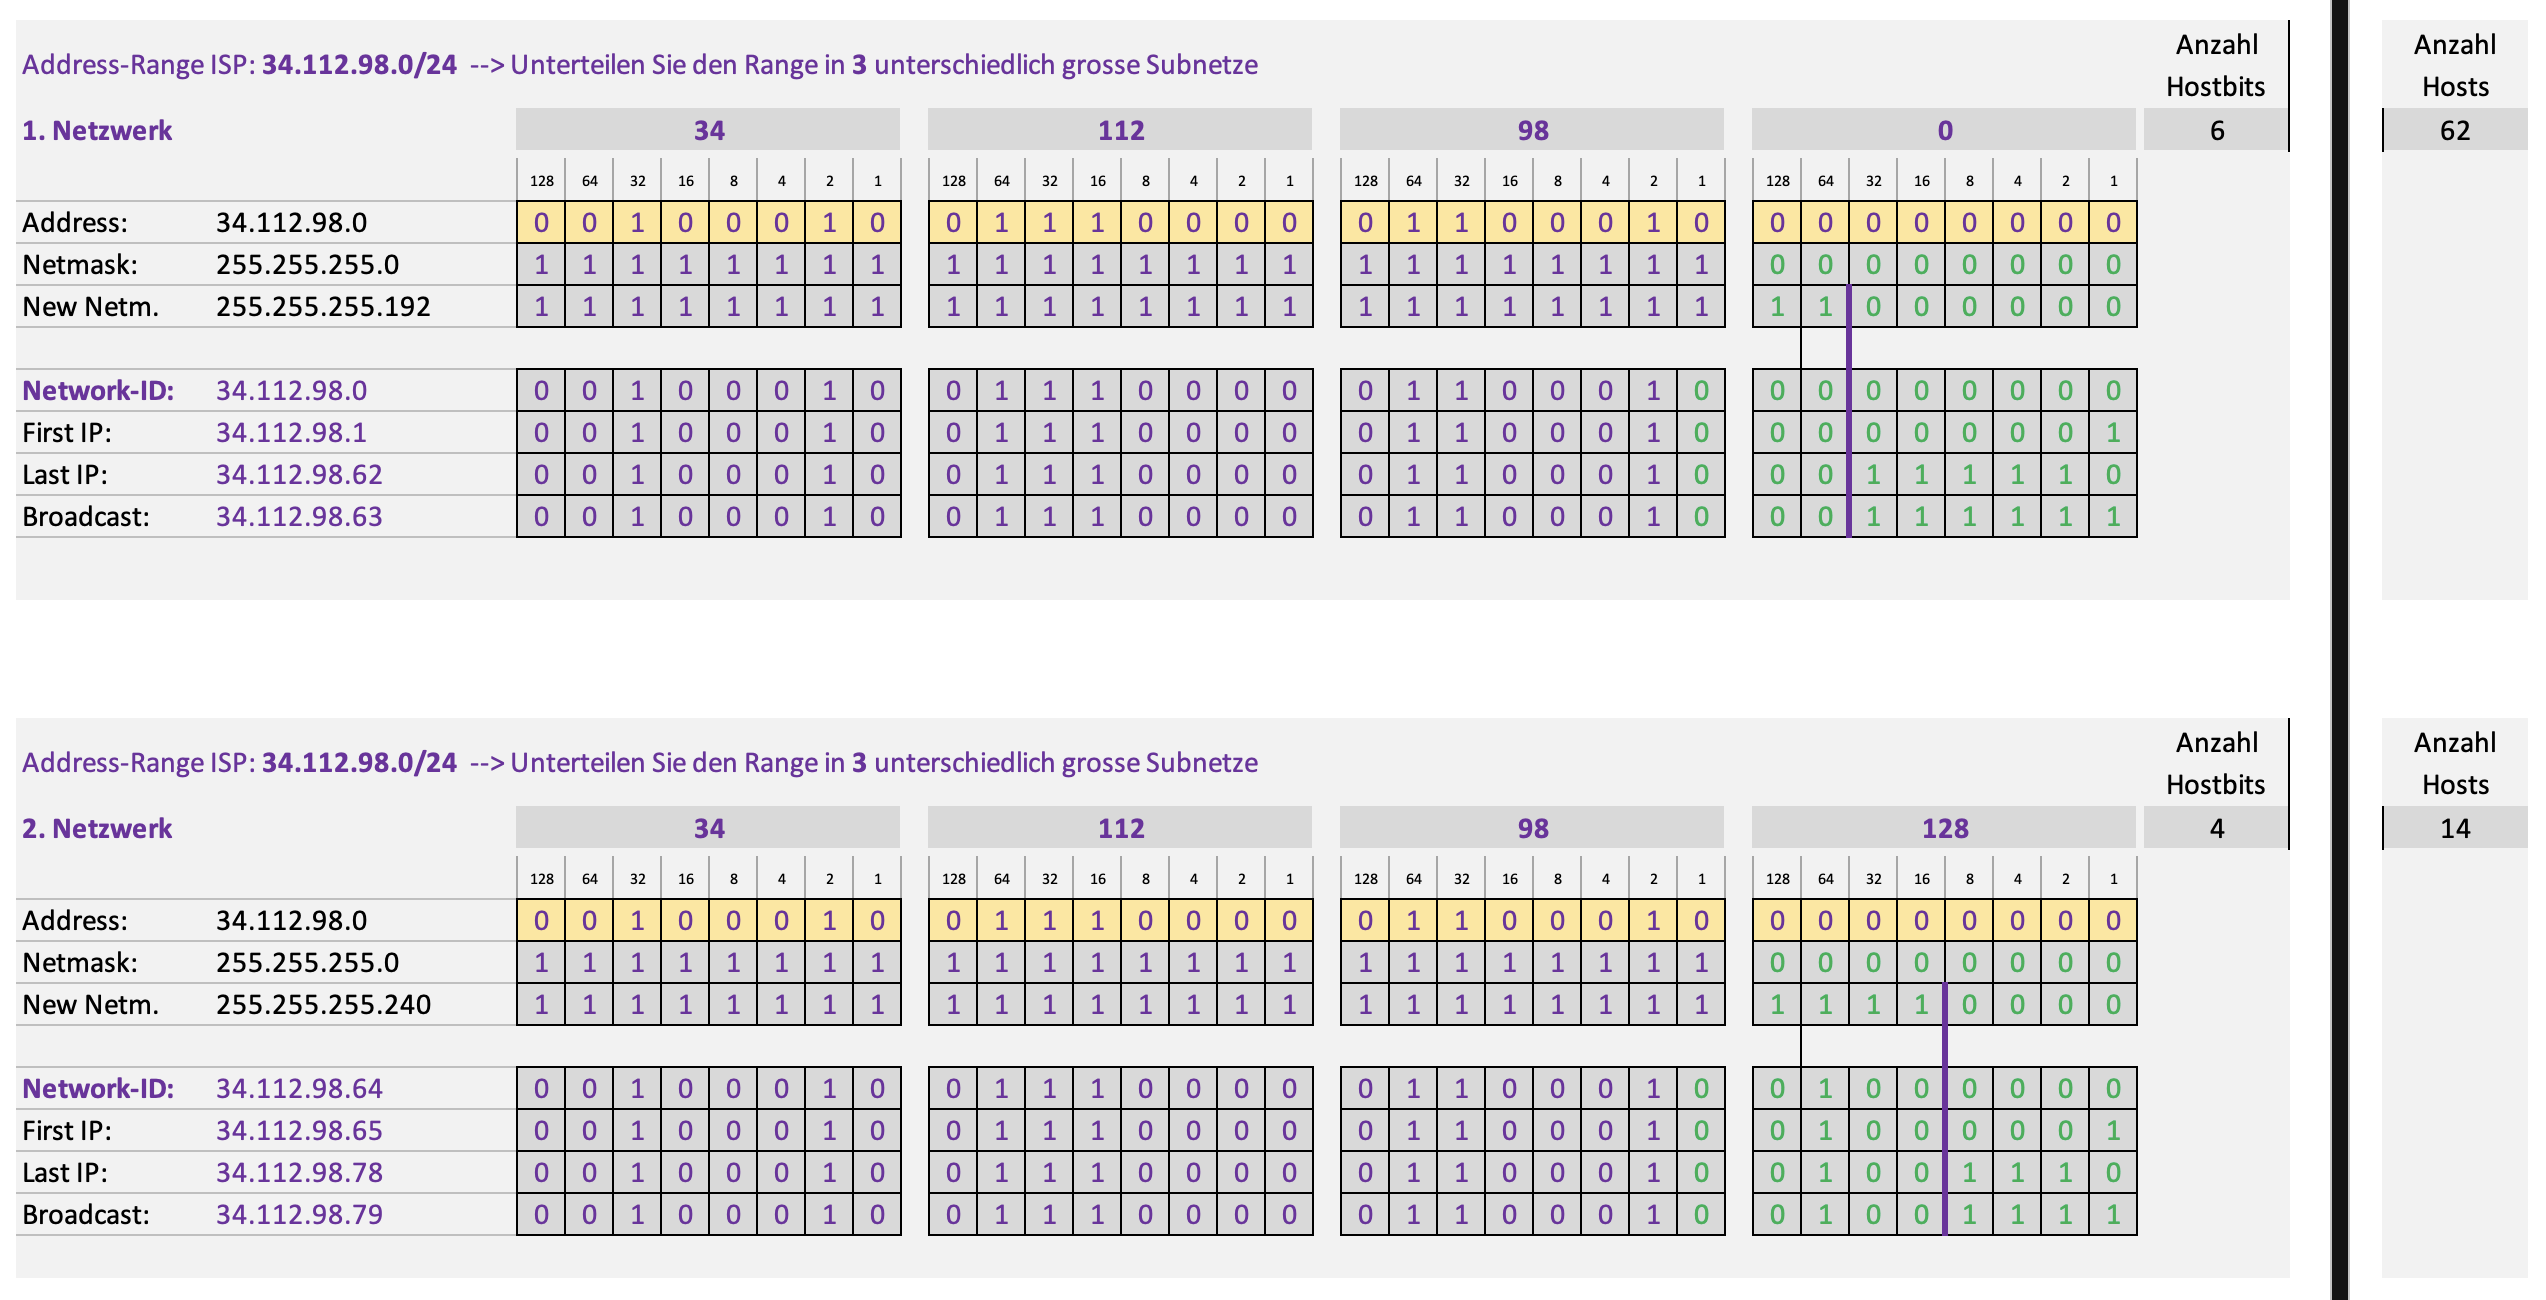 Address-Range ISP: 34.112.98.0/24 --> Unterteilen Sie den Range in 3 unterschiedlich grosse Subnetze Anzahl Hostbits Anzahl Hosts
1. Netzwerk 34 112 98 0 6 62
128 64 32 16 8 4 2 1 128 64 32 16 8 4 2 1 128 64 32 16 8 4 2 1 128 64 32 16 8 4 2 1
Address: 34.112.98.0 0 0 1 0 0 0 1 0 0 1 1 1 0 0 0 0 0 1 1 0 0 0 1 0 0 0 0 0 0 0 0 0
Netmask: 255.255.255.0 1 1 1 1 1 1 1 1 1 1 1 1 1 1 1 1 1 1 1 1 1 1 1 1 0 0 0 0 0 0 0 0
New Netm. 255.255.255.192 1 1 1 1 1 1 1 1 1 1 1 1 1 1 1 1 1 1 1 1 1 1 1 1 1 1 0 0 0 0 0 0
Network-ID: 34.112.98.0 0 0 1 0 0 0 1 0 0 1 1 1 0 0 0 0 0 1 1 0 0 0 1 0 0 0 0 0 0 0 0 0
First IP: 34.112.98.1 0 0 1 0 0 0 1 0 0 1 1 1 0 0 0 0 0 1 1 0 0 0 1 0 0 0 0 0 0 0 0 1
Last IP: 34.112.98.62 0 0 1 0 0 0 1 0 0 1 1 1 0 0 0 0 0 1 1 0 0 0 1 0 0 0 1 1 1 1 1 0
Broadcast: 34.112.98.63 0 0 1 0 0 0 1 0 0 1 1 1 0 0 0 0 0 1 1 0 0 0 1 0 0 0 1 1 1 1 1 1
Address-Range ISP: 34.112.98.0/24 --> Unterteilen Sie den Range in 3 unterschiedlich grosse Subnetze Anzahl Hostbits Anzahl Hosts
2. Netzwerk 34 112 98 128 4 14
128 64 32 16 8 4 2 1 128 64 32 16 8 4 2 1 128 64 32 16 8 4 2 1 128 64 32 16 8 4 2 1
Address: 34.112.98.0 0 0 1 0 0 0 1 0 0 1 1 1 0 0 0 0 0 1 1 0 0 0 1 0 0 0 0 0 0 0 0 0
Netmask: 255.255.255.0 1 1 1 1 1 1 1 1 1 1 1 1 1 1 1 1 1 1 1 1 1 1 1 1 0 0 0 0 0 0 0 0
New Netm. 255.255.255.240 1 1 1 1 1 1 1 1 1 1 1 1 1 1 1 1 1 1 1 1 1 1 1 1 1 1 1 1 0 0 0 0
Network-ID: 34.112.98.64 0 0 1 0 0 0 1 0 0 1 1 1 0 0 0 0 0 1 1 0 0 0 1 0 0 1 0 0 0 0 0 0
First IP: 34.112.98.65 0 0 1 0 0 0 1 0 0 1 1 1 0 0 0 0 0 1 1 0 0 0 1 0 0 1 0 0 0 0 0 1
Last IP: 34.112.98.78 0 0 1 0 0 0 1 0 0 1 1 1 0 0 0 0 0 1 1 0 0 0 1 0 0 1 0 0 1 1 1 0
Broadcast: 34.112.98.79 0 0 1 0 0 0 1 0 0 1 1 1 0 0 0 0 0 1 1 0 0 0 1 0 0 1 0 0 1 1 1 1